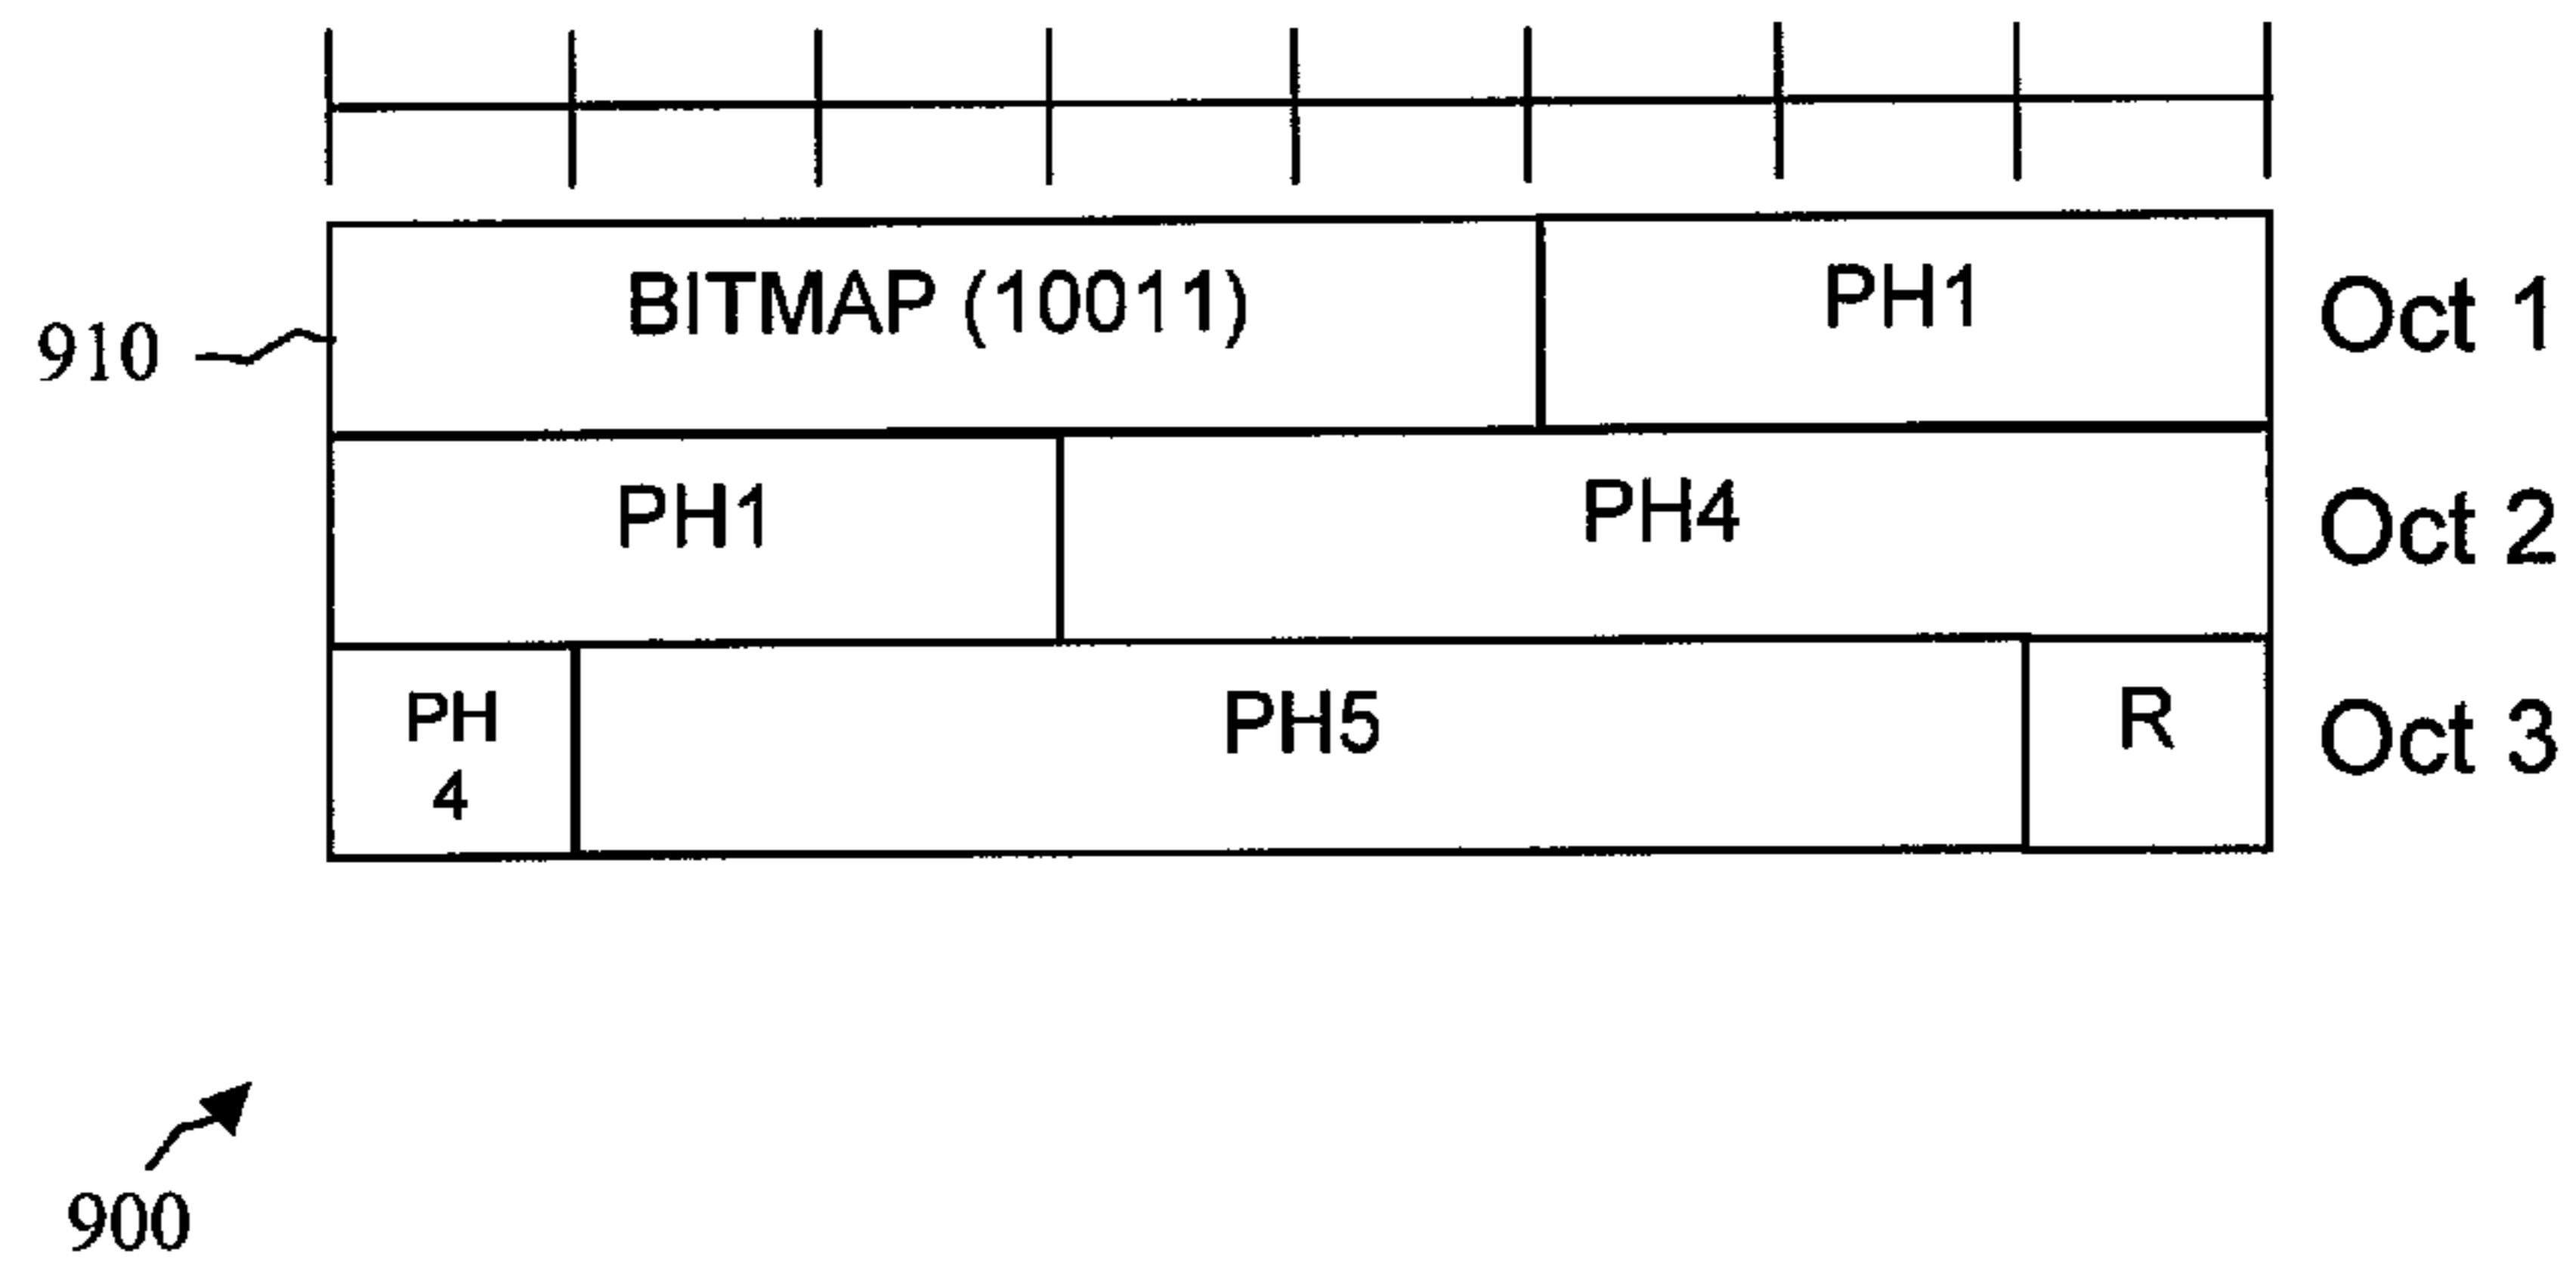 BITMAP (10011) PH1 Oct 1
910
PH1 PH4 Oct 2
PH PH5 R Oct 3
4
900